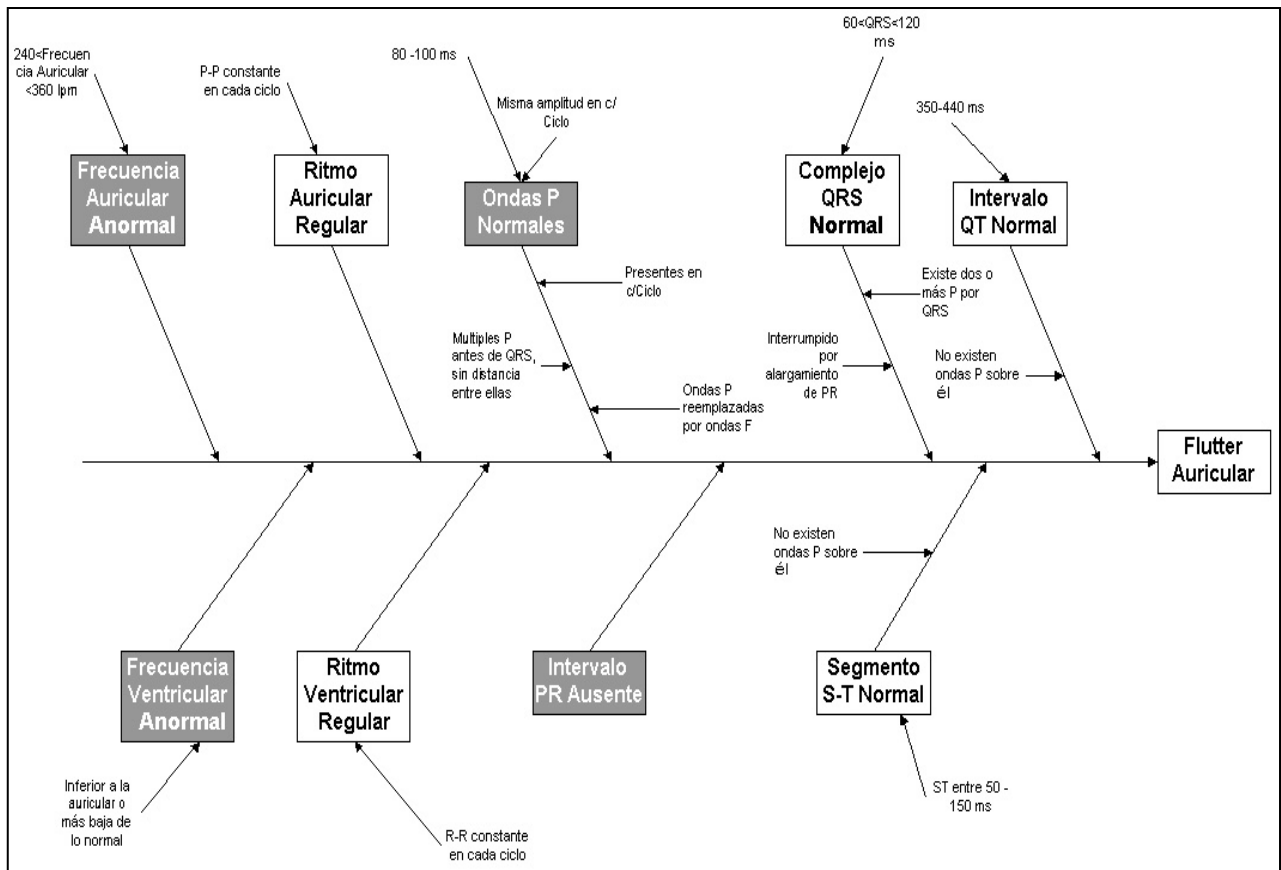 240<Frecuen
cia Auricular
<360 lpm
P-P constante
en cada ciclo
80 -100 ms
Misma amptud en c/
Ciclo
60<QRS<120
ms
350-440 ms
Frecuencia
Auricular
Anormal
Ritmo
Auricular
Regular
Ondas P
Normales
Complejo
QRS
Normal
Intervalo
QT Normal
Presentes en
c/Ciclo
Multiples P
antes de QRS,
sin distancia
entre ellas
Ondas P
reemplazadas
por ondas F
Existe dos o
más P por
QRS
Interrumpido
por
alargamiento
de PR
No existen
ondas P sobre
él
Flutter
Auricular
No existen
ondas P sobre
él
Frecuencia
Ventricular
Anormal
Ritmo
Ventricular
Regular
Intervalo
PR Ausente
Segmento
S-T Normal
Inferior a la
auricular o
más baja de
lo normal
R-R constante
en cada ciclo
ST entre 50 -
150 ms